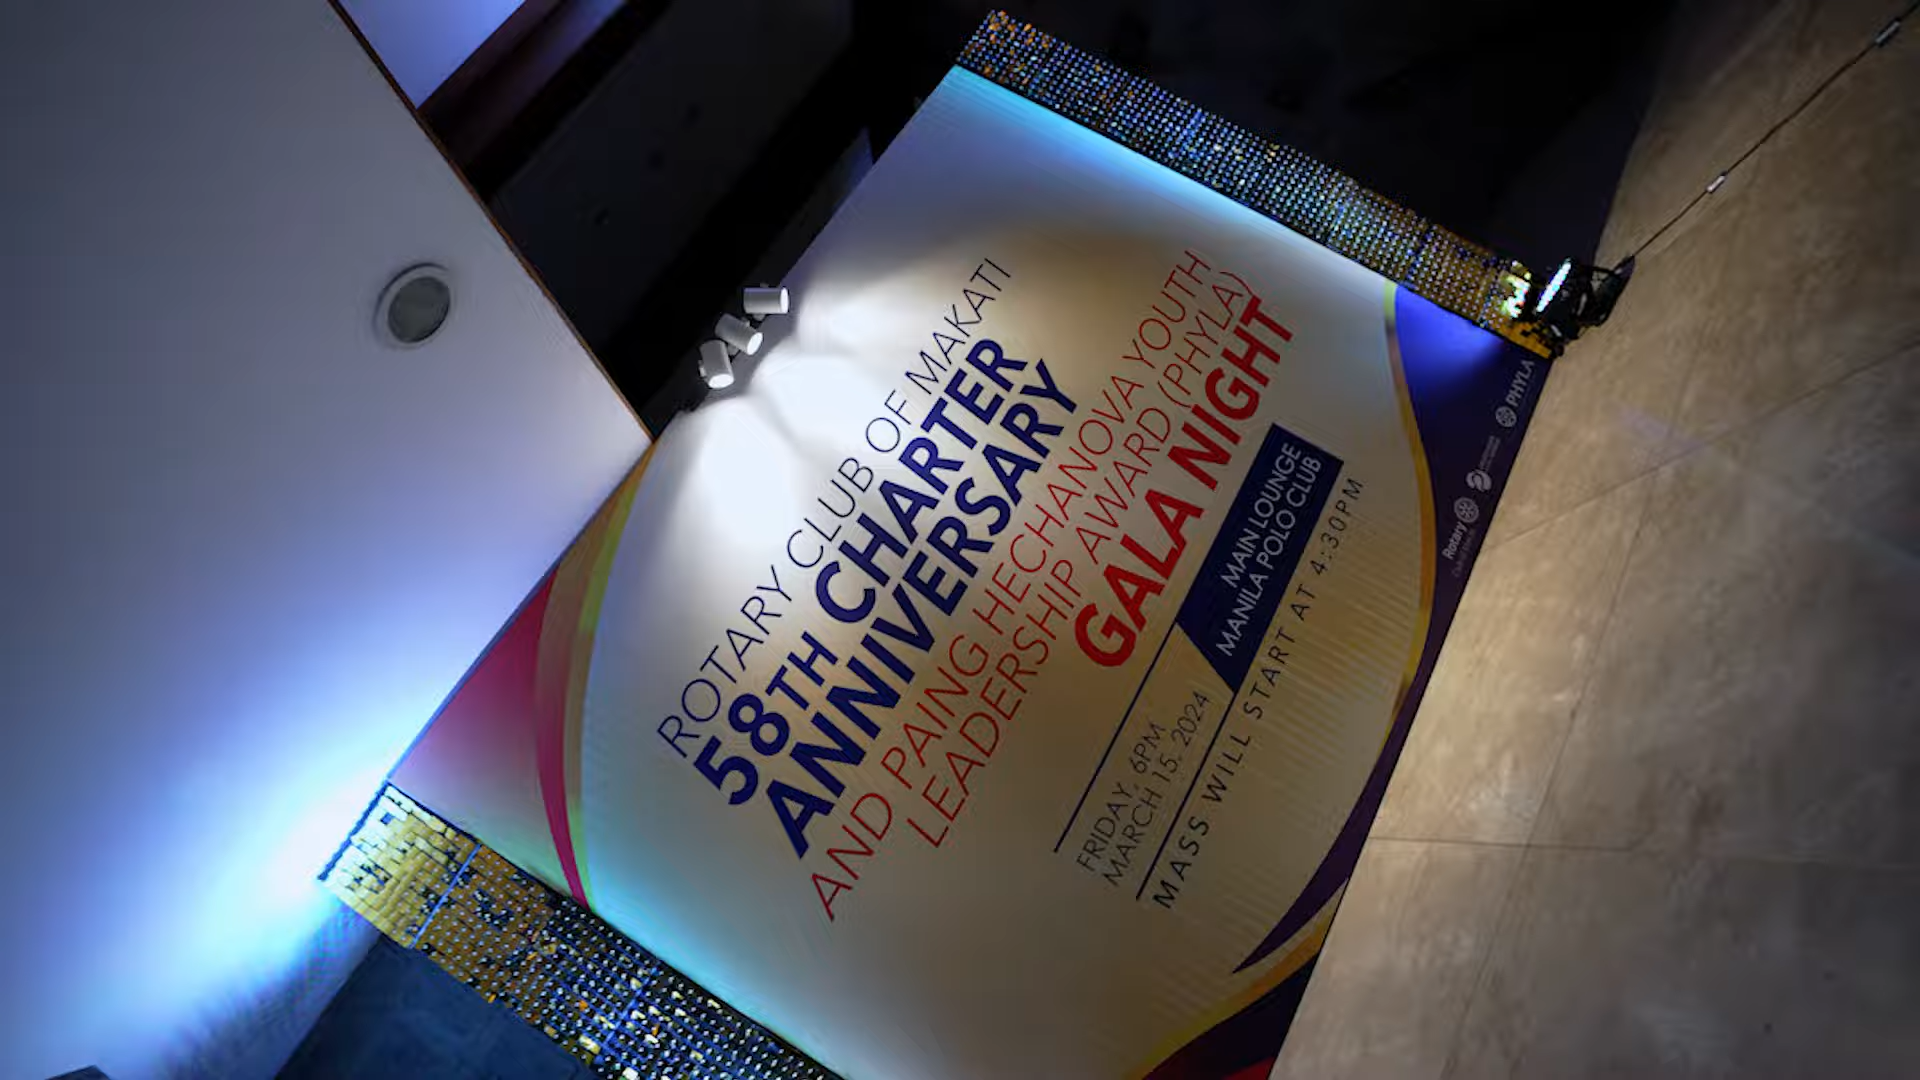 ROTARY CLUB OF MAKATI
58TH CHARTER
ANNIVERSARY
AND PAING HECHANOVA YOUTH
LEADERSHIP AWARD (PHYLA)
GALA NIGHT
FRIDAY, 6PM
MARCH 15, 2024
MAIN LOUNGE
MANILA POLO CLUB
MASS WILL START AT 4:30PM
Rotary
PHYLA